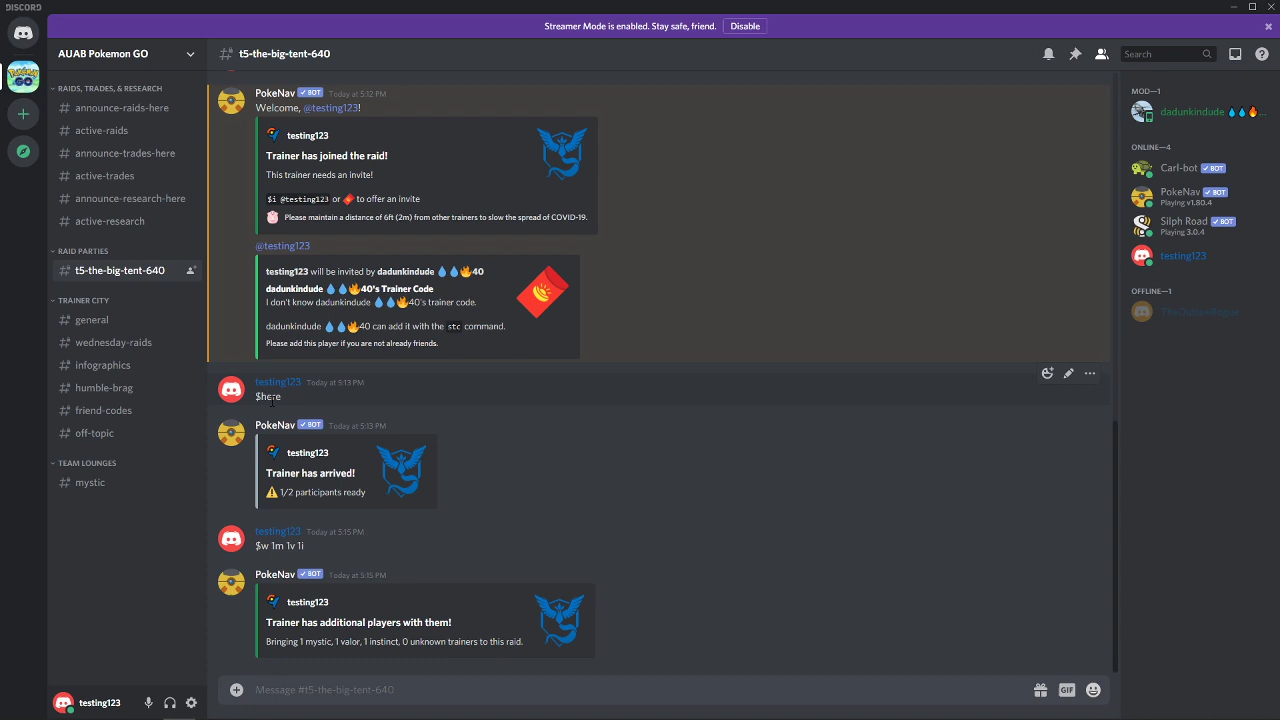 DISCORD
Streamer Mode is enabled. Stay safe, friend. Disable
AUAB Pokemon GO
t5-the-big-tent-640
Search
RAIDS, TRADES, & RESEARCH
announce-raids-here
active-raids
announce-trades-here
active-trades
announce-research-here
active-research
RAID PARTIES
t5-the-big-tent-640
TRAINER CITY
general
wednesday-raids
infographics
humble-brag
friend-codes
off-topic
TEAM LOUNGES
mystic
testing123
PokeNav BOT Today at 5:12 PM
Welcome, @testing123!
testing123
Trainer has joined the raid!
This trainer needs an invite!
$i @testing123 or to offer an invite
Please maintain a distance of 6ft (2m) from other trainers to slow the spread of COVID-19.
@testing123
testing123 will be invited by dadunkindude 💧💧🔥40
dadunkindude 💧💧🔥40's Trainer Code
I don't know dadunkindude 💧💧🔥40's trainer code.
dadunkindude 💧💧🔥40 can add it with the stc command.
Please add this player if you are not already friends.
testing123 Today at 5:13 PM
$here
PokeNav BOT Today at 5:13 PM
testing123
Trainer has arrived!
⚠ 1/2 participants ready
testing123 Today at 5:15 PM
$w 1m 1v 1i
PokeNav BOT Today at 5:15 PM
testing123
Trainer has additional players with them!
Bringing 1 mystic, 1 valor, 1 instinct, 0 unknown trainers to this raid.
Message #t5-the-big-tent-640
GIF
MOD—1
dadunkindude 💧💧🔥...
ONLINE—4
Carl-bot BOT
PokeNav BOT
Playing v1.80.4
Silph Road BOT
Playing 3.0.4
testing123
OFFLINE—1